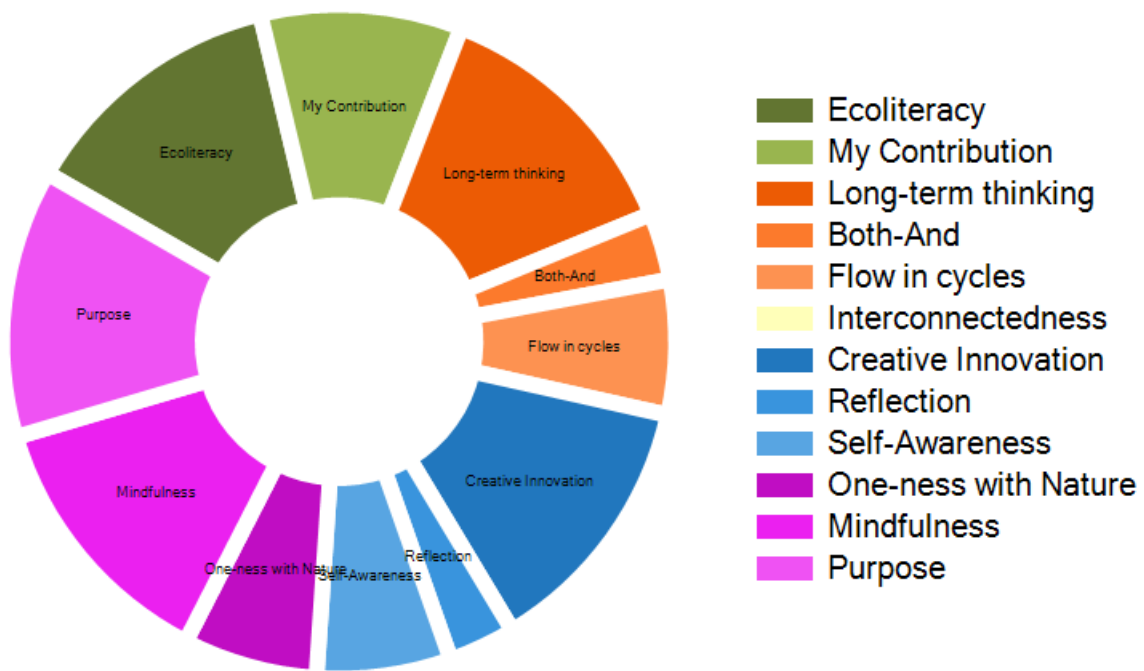 My Contribution
Ecoliteracy
Long-term thinking
Both-And
Purpose
Flow in cycles
Creative Innovation
Mindfulness
Reflection
One-ness with Nature
Self-Awareness
Ecoliteracy
My Contribution
Long-term thinking
Both-And
Flow in cycles
Interconnectedness
Creative Innovation
Reflection
Self-Awareness
One-ness with Nature
Mindfulness
Purpose